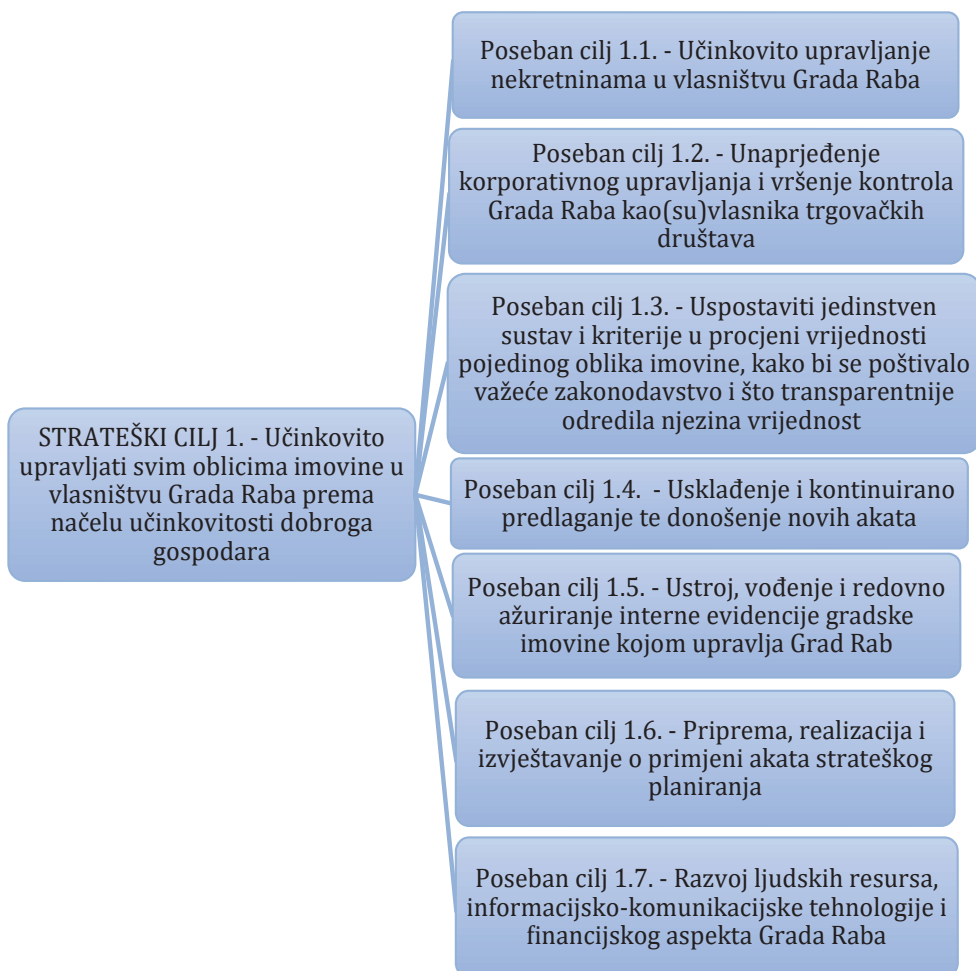 STRATEŠKI CILJ 1. - Učinkovito
upravljati svim oblicima imovine u
vlasništvu Grada Raba prema
načelu učinkovitosti dobroga
gospodara
Poseban cilj 1.1. - Učinkovito upravljanje
nekretninama u vlasništvu Grada Raba
Poseban cilj 1.2. - Unaprjeđenje
korporativnog upravljanja i vršenje kontrola
Grada Raba kao(su)vlasnika trgovačkih
društava
Poseban cilj 1.3. - Uspostaviti jedinstven
sustav i kriterije u procjeni vrijednosti
pojedinog oblika imovine, kako bi se poštivalo
važeće zakonodavstvo i što transparentnije
odredila njezina vrijednost
Poseban cilj 1.4. - Usklađenje i kontinuirano
predlaganje te donošenje novih akata
Poseban cilj 1.5. - Ustroj, vođenje i redovno
ažuriranje interne evidencije gradske
imovine kojom upravlja Grad Rab
Poseban cilj 1.6. - Priprema, realizacija i
izvještavanje o primjeni akata strateškog
planiranja
Poseban cilj 1.7. - Razvoj ljudskih resursa,
informacijsko-komunikacijske tehnologije i
financijskog aspekta Grada Raba